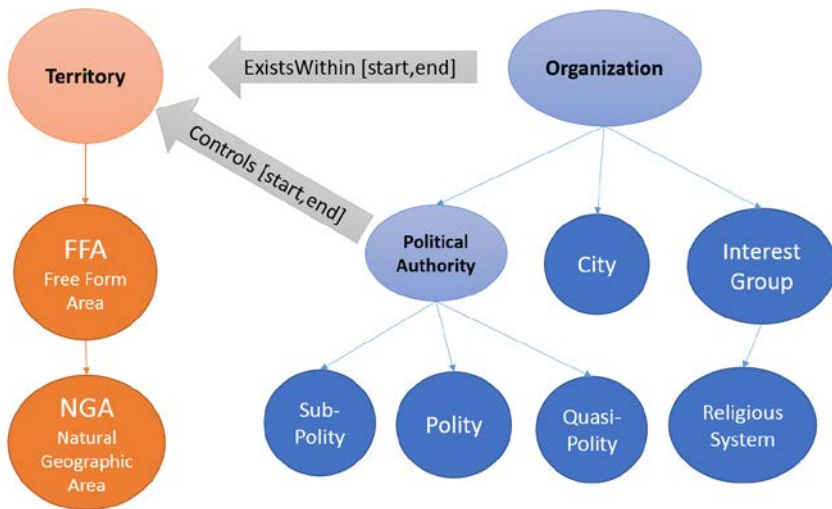 Territory
ExistsWithin [start,end]
Organization
Controls [start,end]
FFA
Free Form
Area
Political
Authority
City
Interest
Group
NGA
Natural
Geographic
Area
Sub-
Polity
Polity
Quasi-
Polity
Religious
System